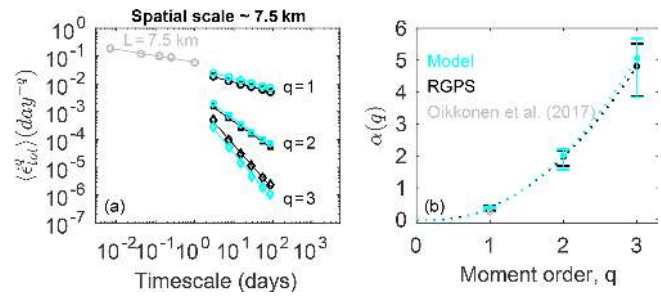 Spatial scale ~ 7.5 km
L = 7.5 km
q = 1
q = 2
q = 3
(a)
10^0
10^-1
10^-2
10^-3
10^-4
10^-5
10^-6
10^-7
⟨ε̇^q_tot⟩ (day^-q)
10^-2 10^-1 10^0 10^1 10^2 10^3
Timescale (days)
6
5
4
3
2
1
0
α(q)
Model
RGPS
Oikkonen et al. (2017)
(b)
0 1 2 3
Moment order, q